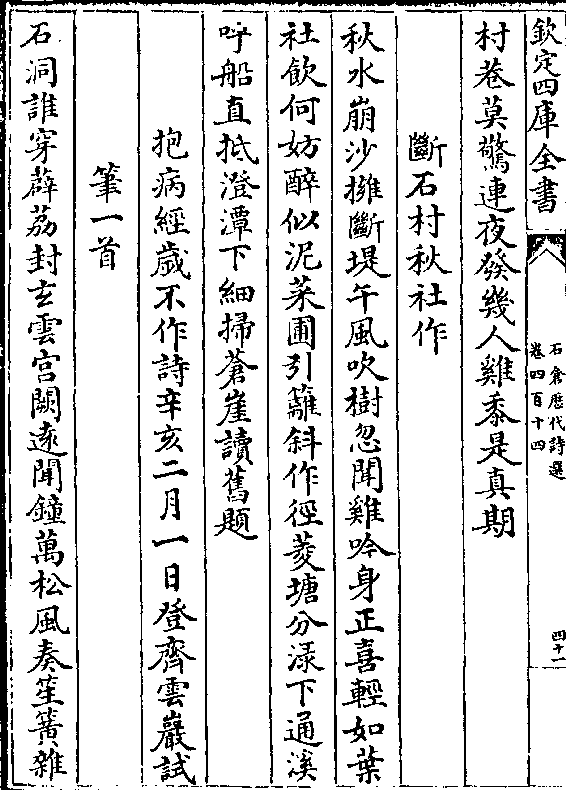 欽定四庫全書
石倉歷代詩選
卷四百十四
四十一
村巷莫驚連夜發幾人雞黍是真期
斷石村秋社作
秋水崩沙擁斷堤午風吹樹忽聞雞吟身正喜輕如葉
社飲何妨醉似泥菜圃引籬斜作徑菱塘分渌下通溪
呼船直抵澄潭下細掃蒼崖讀舊題
抱病經歲不作詩辛亥二月一日登齊雲巖試
筆一首
石洞誰穿薜荔封玄雲宮闕遠聞鐘萬松風奏笙簧雜